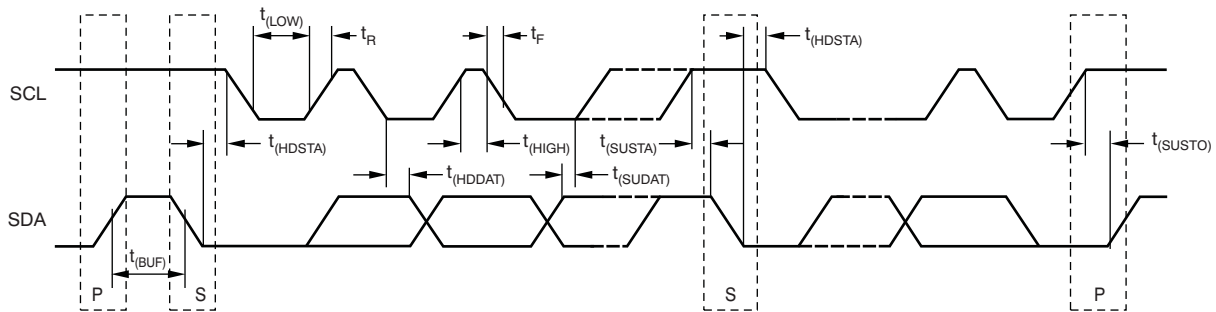 t(LOW)
tR
tF
t(HDSTA)
SCL
t(HDSTA)
t(HIGH)
t(SUSTA)
t(SUSTO)
t(HDDAT)
t(SUDAT)
SDA
t(BUF)
P
S
S
P